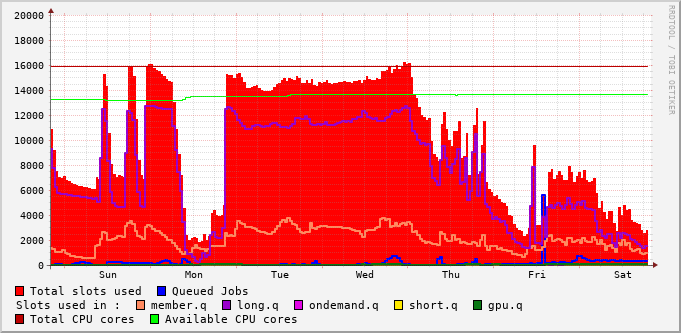 20000
18000
16000
14000
12000
10000
8000
6000
4000
2000
0
Sun Mon Tue Wed Thu Fri Sat
RRDTOOL / TOBI OETIKER
Total slots used Queued Jobs
Slots used in : member.q long.q ondemand.q short.q gpu.q
Total CPU cores Available CPU cores